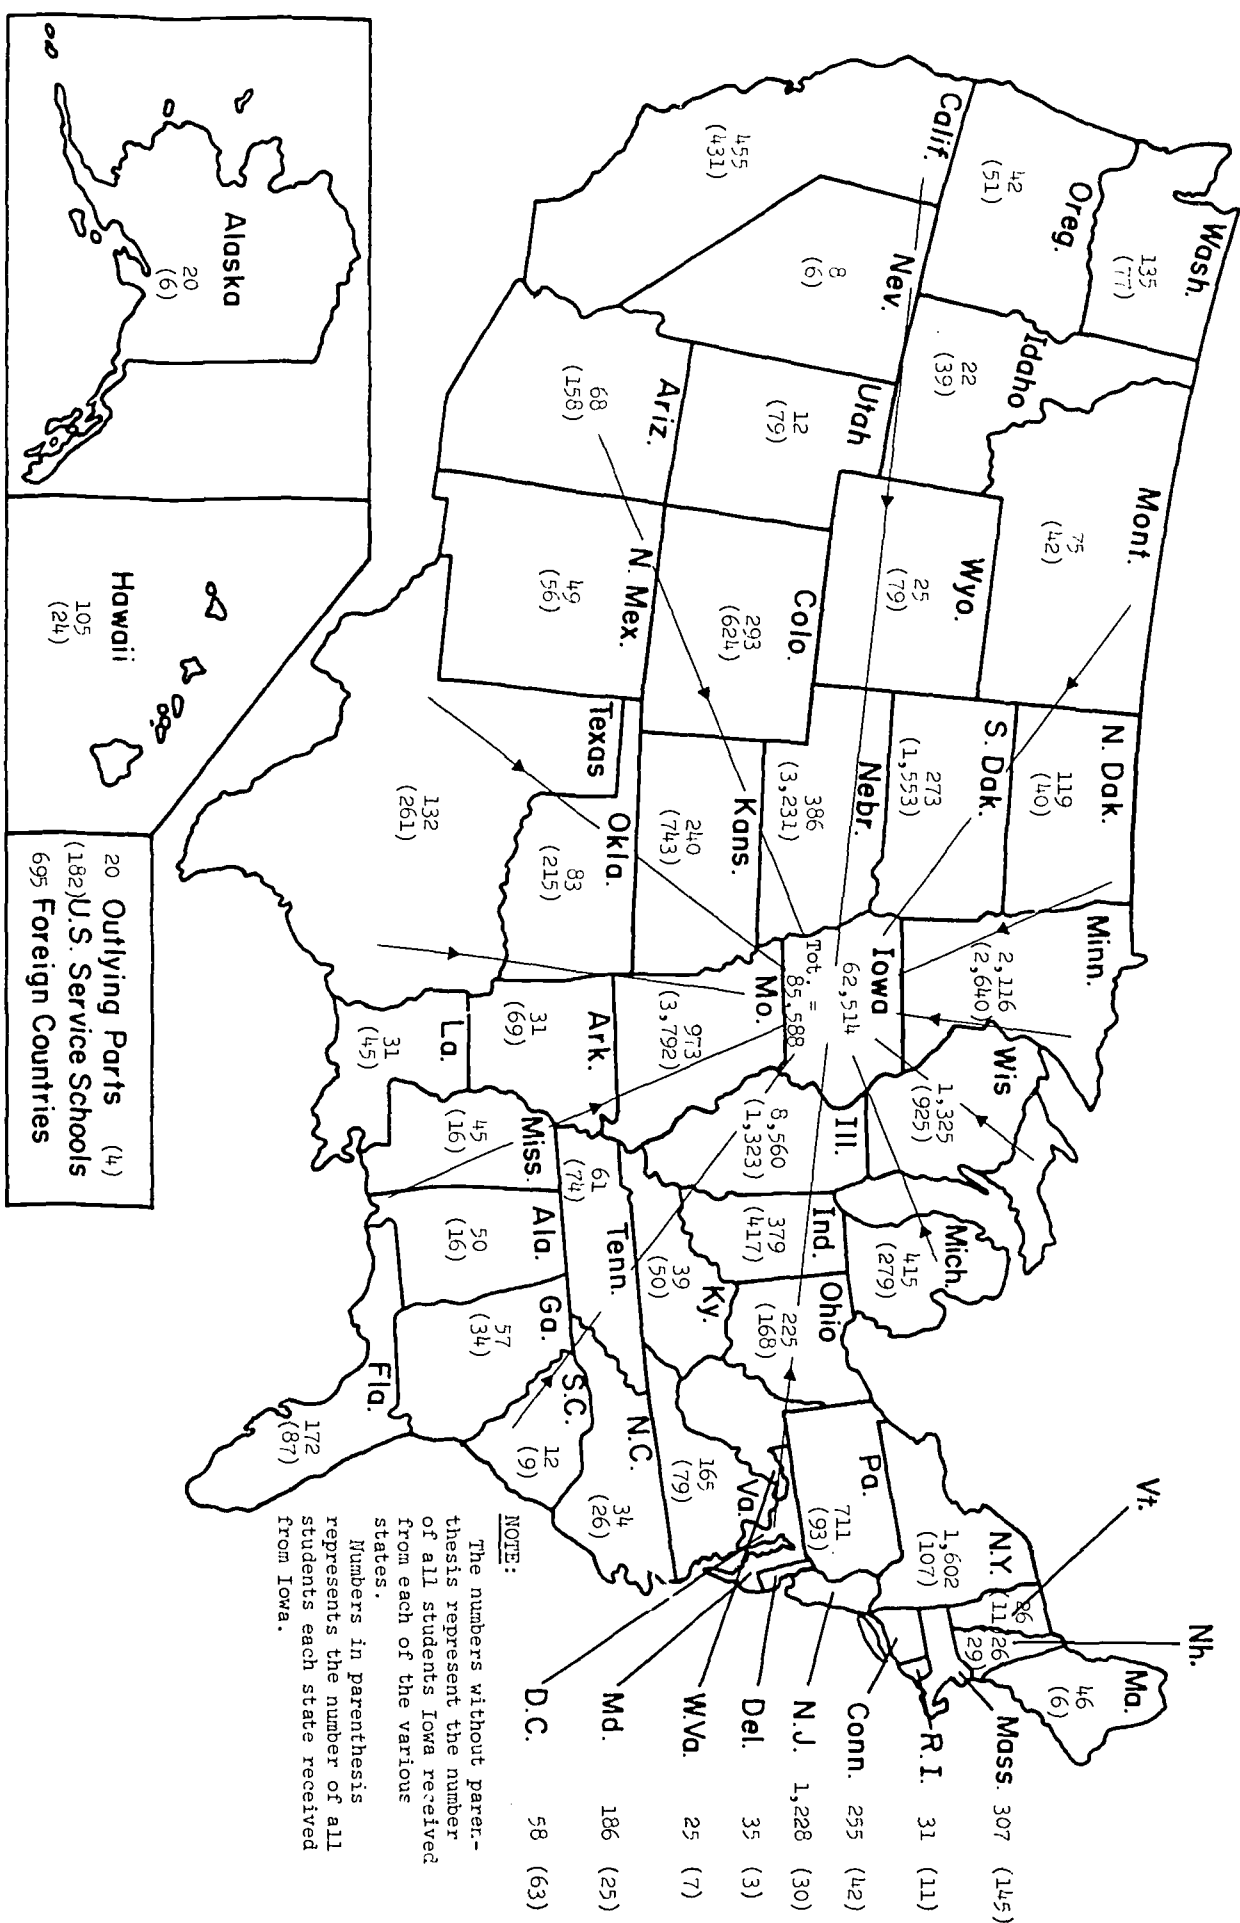 Wash.
135
(77)
Oreg.
42
(51)
Calif.
455
(431)
Nev.
8
(6)
Idaho
22
(39)
Mont.
75
(42)
Wyo.
25
(79)
Utah
12
(79)
Ariz.
68
(158)
Colo.
293
(624)
N. Mex.
49
(56)
N. Dak.
119
(40)
S. Dak.
273
(1,553)
Nebr.
386
(3,231)
Kans.
240
(743)
Okla.
83
(215)
Texas
132
(261)
Minn.
2,116
(2,640)
Iowa
62,514
Tot. =
85,588
Mo.
973
(3,792)
Ark.
31
(69)
La.
31
(45)
Wis
1,325
(925)
Ill.
8,560
(1,323)
Mich.
415
(279)
Ind.
379
(417)
Ohio
225
(168)
Ky.
39
(50)
Tenn.
61
(74)
Miss.
45
(16)
Ala.
50
(16)
Ga.
57
(34)
Fla.
172
(87)
S.C.
12
(9)
N.C.
34
(26)
Va.
165
(79)
Pa.
711
(93)
N.Y.
1,602
(107)
Vt.
26
(11)
Nh.
26
29)
Ma.
46
(6)
Mass. 307 (145)
R.I. 31 (11)
Conn. 255 (42)
N.J. 1,228 (30)
Del. 35 (3)
W.Va. 25 (7)
Md. 186 (25)
D.C. 58 (63)
Alaska
20
(6)
Hawaii
105
(24)
20 Outlying Parts (4)
(182)U.S. Service Schools
695 Foreign Countries
NOTE:
The numbers without paren-
thesis represent the number
of all students Iowa received
from each of the various
states.
Numbers in parenthesis
represents the number of all
students each state received
from Iowa.